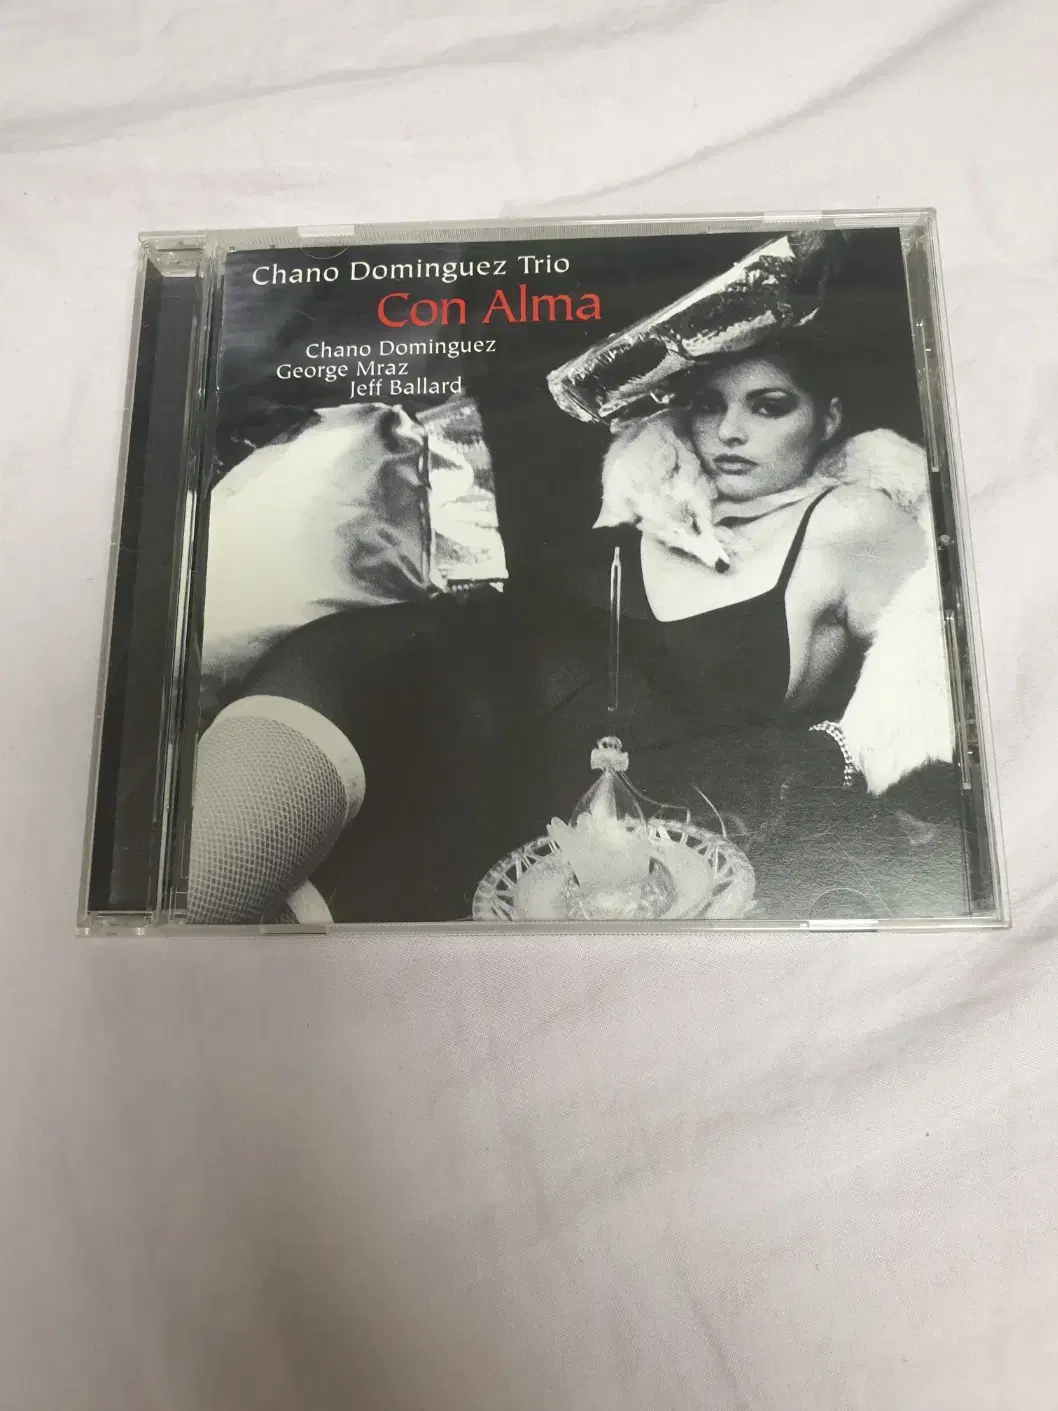 Chano Dominguez Trio
Con Alma
Chano Dominguez
George Mraz
Jeff Ballard